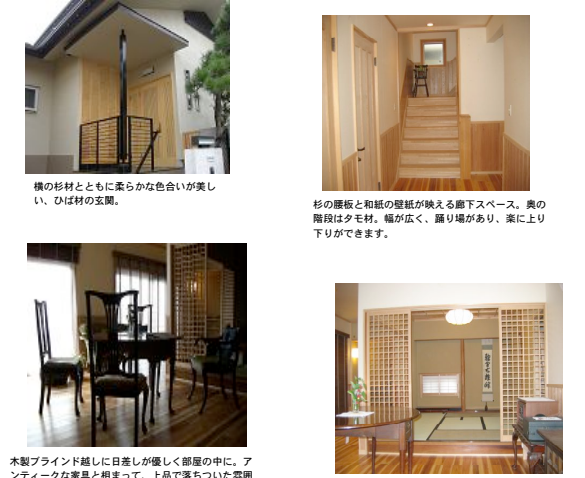 横の杉材とともに柔らかな色合いが美し
い、ひば材の玄関。
杉の腰板と和紙の壁紙が映える廊下スペース。奥の
階段はタモ材。幅が広く、踊り場があり、楽に上り
下りができます。
木製ブラインド越しに日差しが優しく部屋の中に。ア
ンティークな家具と相まって、上品で落ちついた雰囲